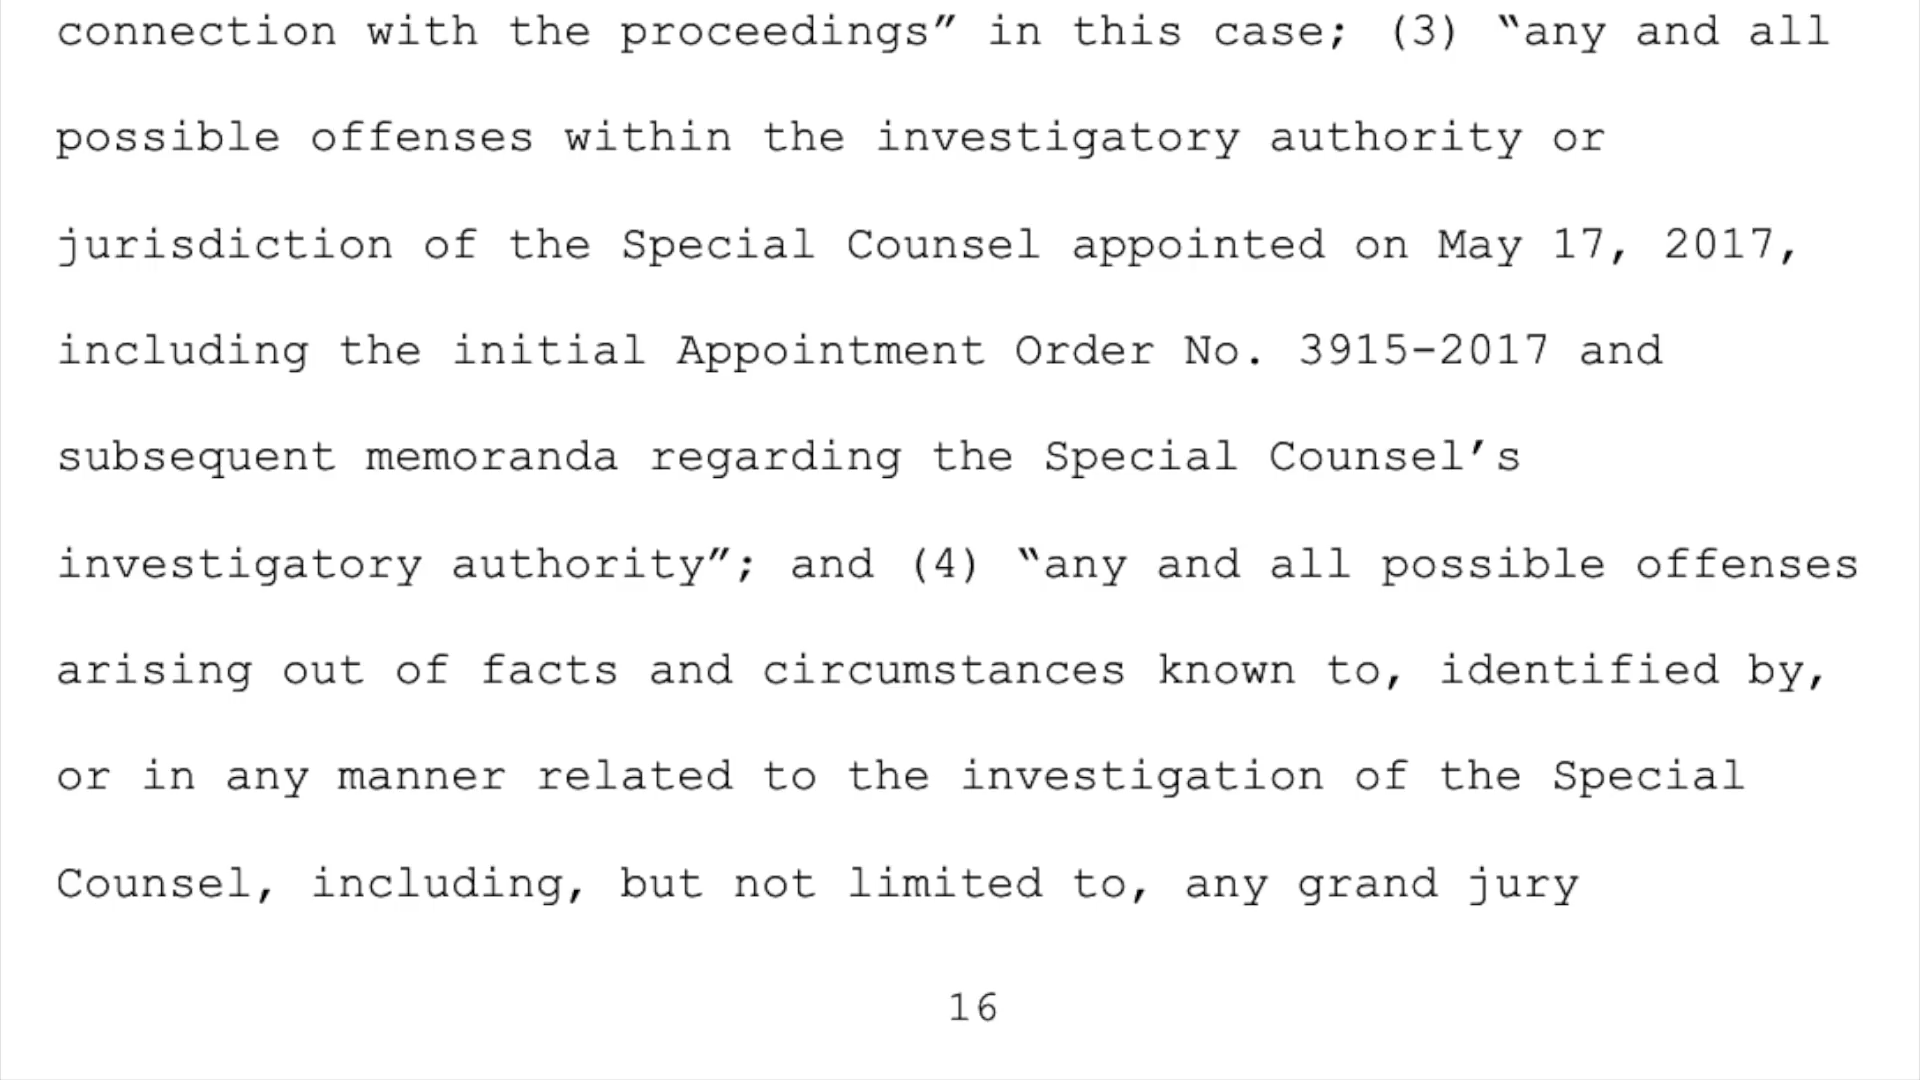 connection with the proceedings” in this case; (3) “any and all
possible offenses within the investigatory authority or
jurisdiction of the Special Counsel appointed on May 17, 2017,
including the initial Appointment Order No. 3915-2017 and
subsequent memoranda regarding the Special Counsel’s
investigatory authority”; and (4) “any and all possible offenses
arising out of facts and circumstances known to, identified by,
or in any manner related to the investigation of the Special
Counsel, including, but not limited to, any grand jury
16